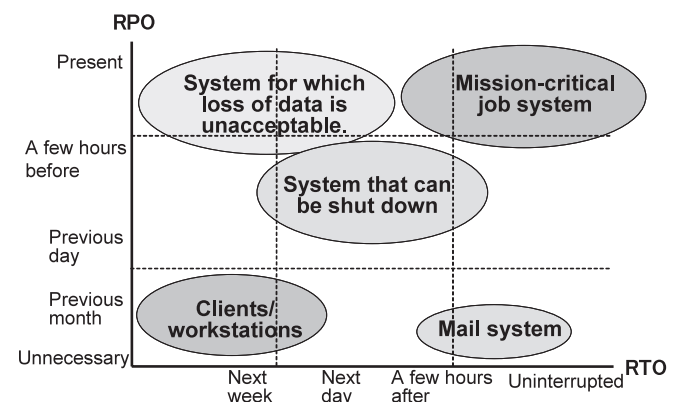 RPO
Present
System for which
loss of data is
unacceptable.
Mission-critical
job system
A few hours
before
System that can
be shut down
Previous
day
Previous
month
Clients/
workstations
Mail system
Unnecessary
RTO
Next
week
Next
day
A few hours
after
Uninterrupted